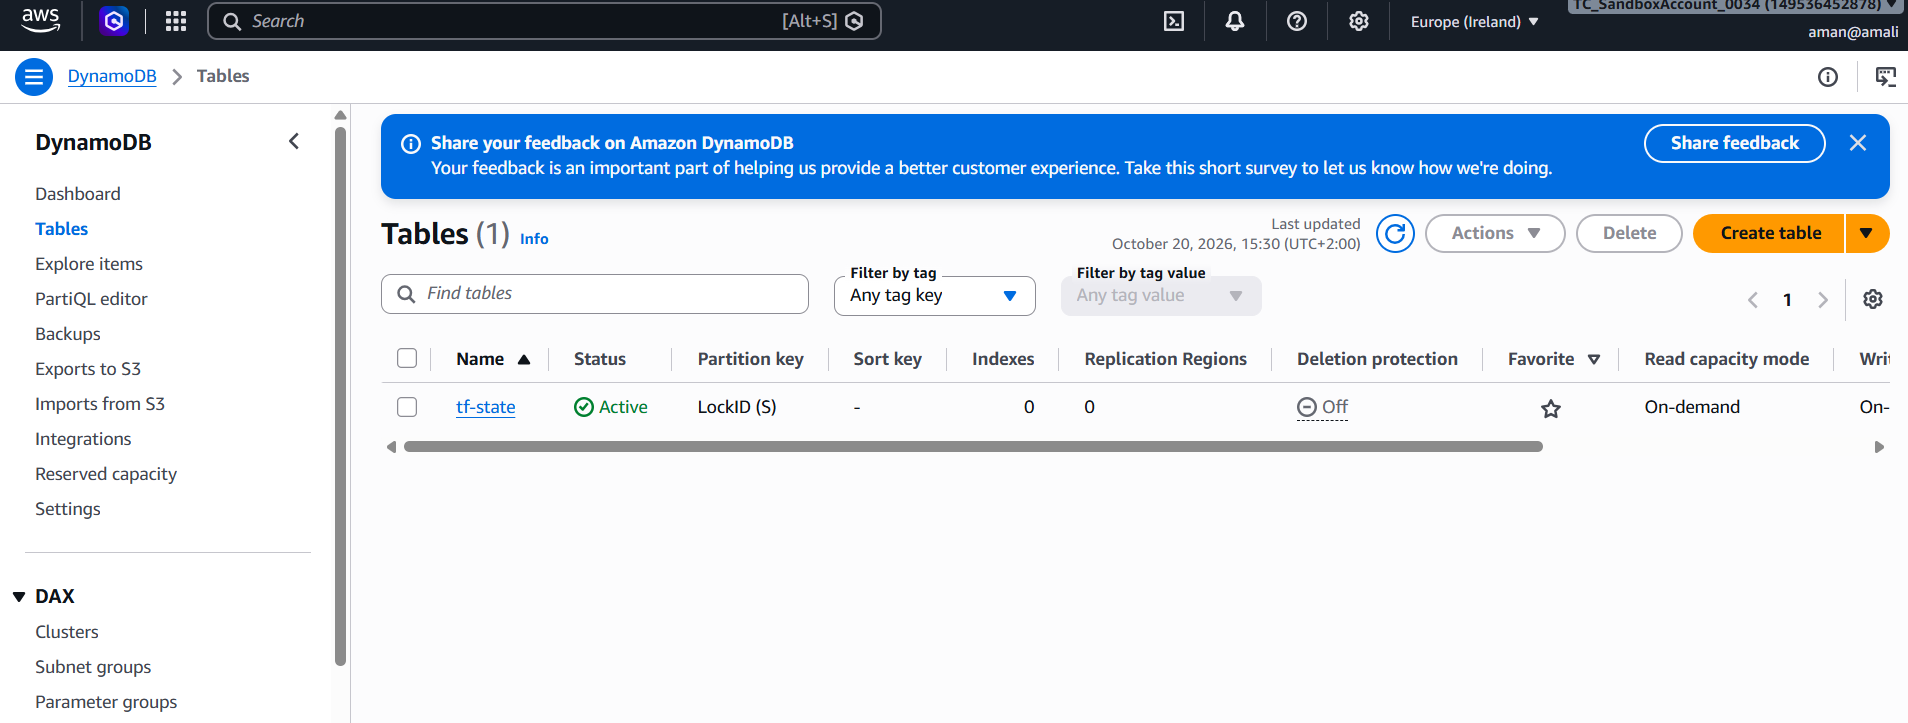 aws
Search [Alt+S]
Europe (Ireland)
TC_SandboxAccount_0034 (149536452878)
aman@amali
DynamoDB
Tables
DynamoDB
Dashboard
Tables
Explore items
PartiQL editor
Backups
Exports to S3
Imports from S3
Integrations
Reserved capacity
Settings
DAX
Clusters
Subnet groups
Parameter groups
Share your feedback on Amazon DynamoDB
Your feedback is an important part of helping us provide a better customer experience. Take this short survey to let us know how we're doing.
Share feedback
Tables (1) Info
Last updated
October 20, 2026, 15:30 (UTC+2:00)
Actions
Delete
Create table
Find tables
Filter by tag
Any tag key
Filter by tag value
Any tag value
1
Name Status Partition key Sort key Indexes Replication Regions Deletion protection Favorite Read capacity mode Writ
tf-state Active LockID (S) - 0 0 Off On-demand On-